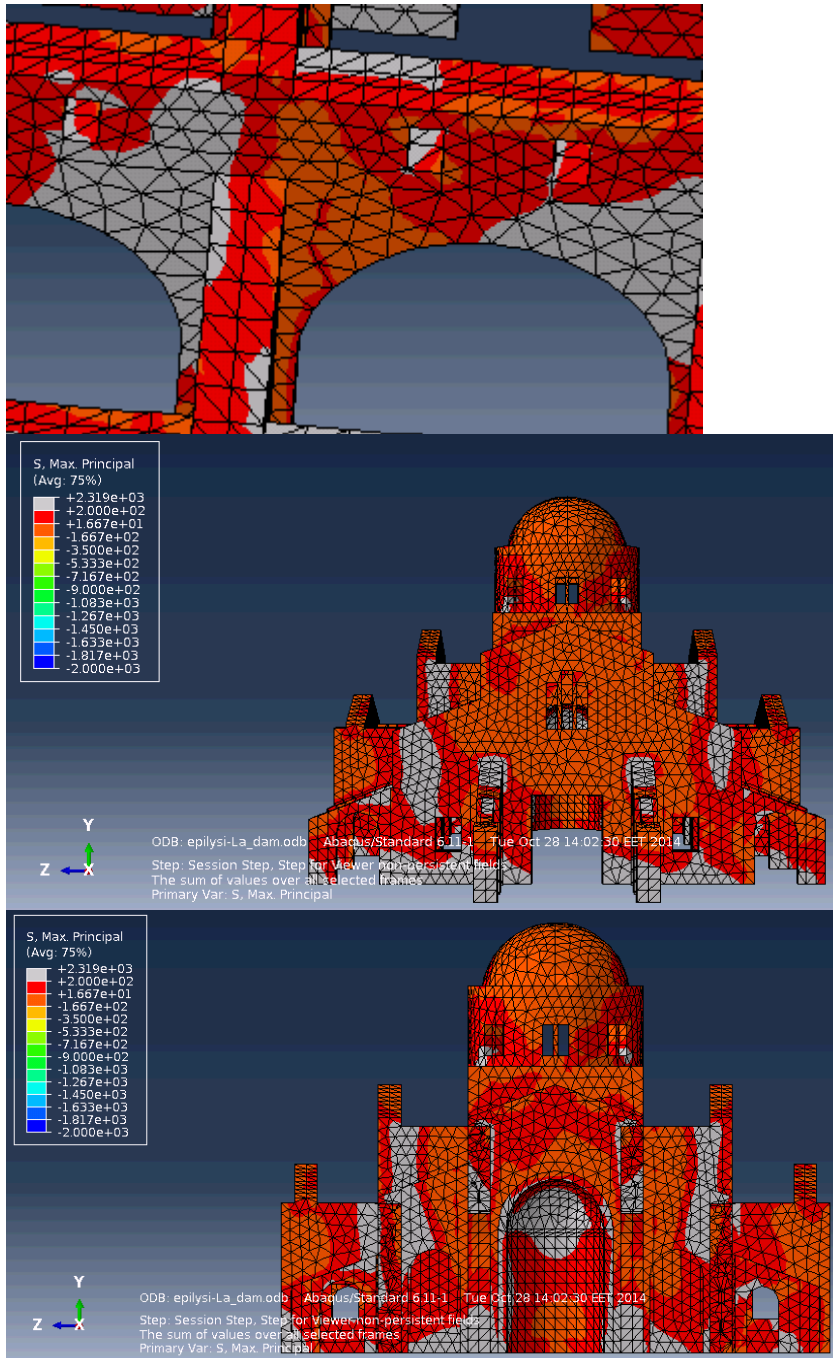 S, Max. Principal
(Avg: 75%)
+2.319e+03
+2.000e+02
+1.667e+01
-1.667e+02
-3.500e+02
-5.333e+02
-7.167e+02
-9.000e+02
-1.083e+03
-1.267e+03
-1.450e+03
-1.633e+03
-1.817e+03
-2.000e+03
Y
Z
X
ODB: epilysi-La_dam.odb Abaqus/Standard 6.11-1 Tue Oct 28 14:02:30 EET 2014
Step: Session Step, Step for Viewer non-persistent fields
The sum of values over all selected frames
Primary Var: S, Max. Principal
S, Max. Principal
(Avg: 75%)
+2.319e+03
+2.000e+02
+1.667e+01
-1.667e+02
-3.500e+02
-5.333e+02
-7.167e+02
-9.000e+02
-1.083e+03
-1.267e+03
-1.450e+03
-1.633e+03
-1.817e+03
-2.000e+03
Y
Z
X
ODB: epilysi-La_dam.odb Abaqus/Standard 6.11-1 Tue Oct 28 14:02:30 EET 2014
Step: Session Step, Step for Viewer non-persistent fields
The sum of values over all selected frames
Primary Var: S, Max. Principal